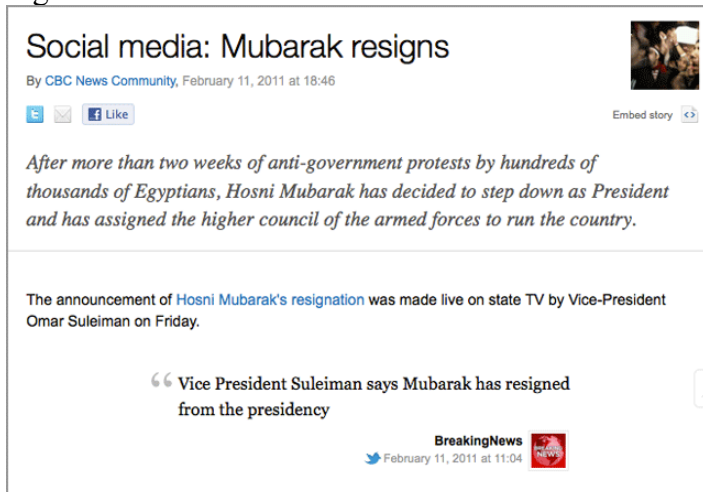 Social media: Mubarak resigns
By CBC News Community, February 11, 2011 at 18:46
Like
Embed story
After more than two weeks of anti-government protests by hundreds of
thousands of Egyptians, Hosni Mubarak has decided to step down as President
and has assigned the higher council of the armed forces to run the country.
The announcement of Hosni Mubarak's resignation was made live on state TV by Vice-President
Omar Suleiman on Friday.
“ Vice President Suleiman says Mubarak has resigned
from the presidency
BreakingNews
February 11, 2011 at 11:04
BREAKING
NEWS